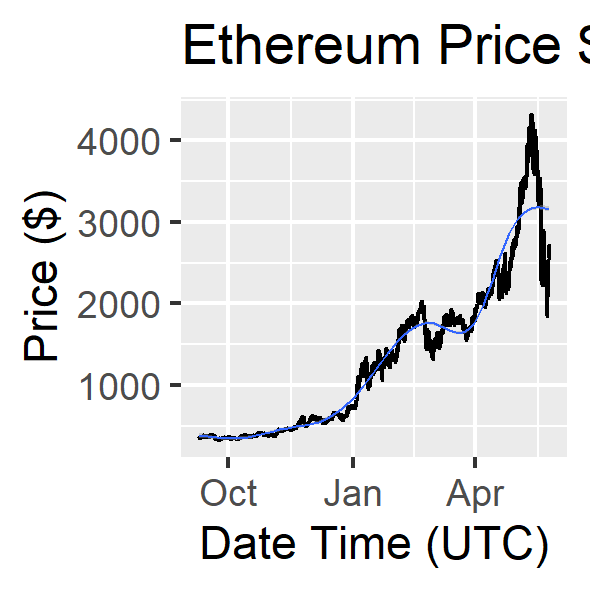 Ethereum Price S
4000
3000
2000
1000
Price ($)
Oct Jan Apr
Date Time (UTC)